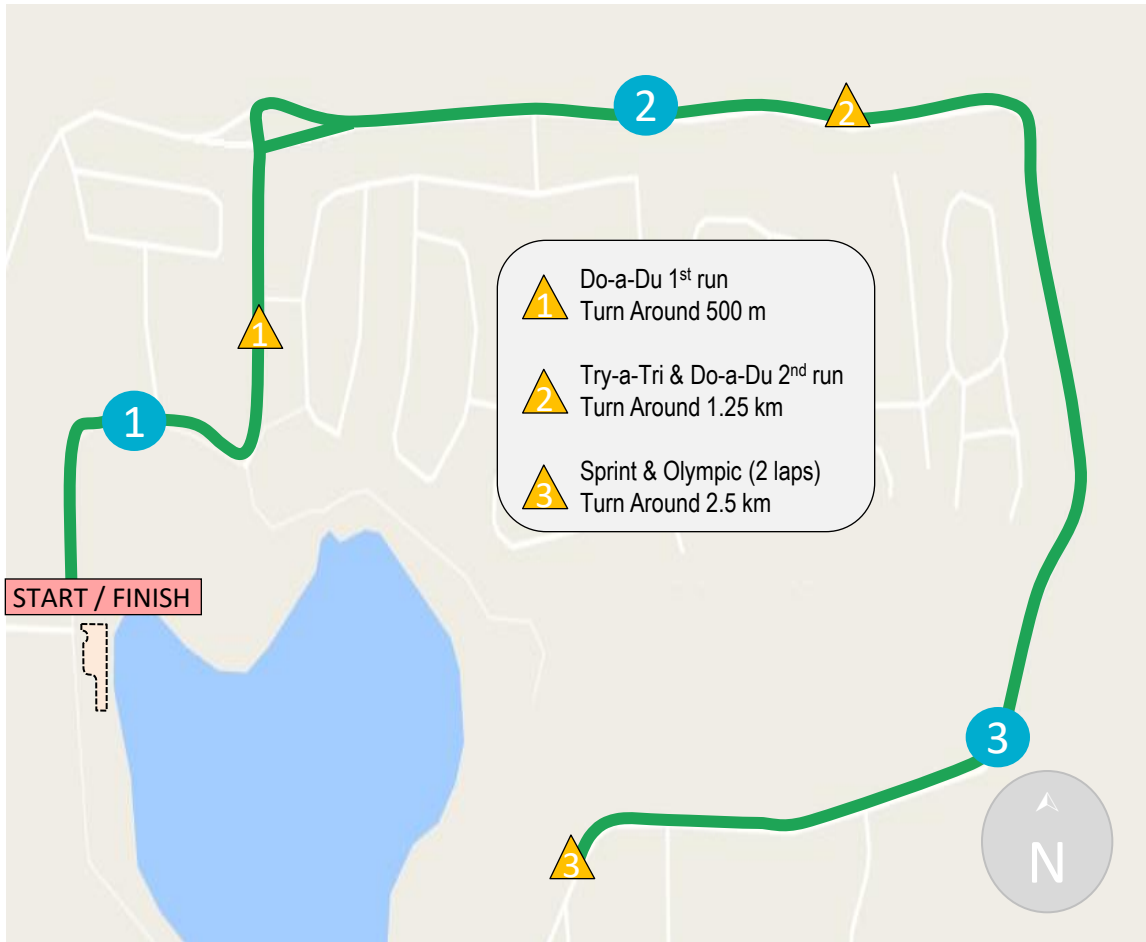 2
2
1
Do-a-Du 1st run
Turn Around 500 m
1
2
Try-a-Tri & Do-a-Du 2nd run
Turn Around 1.25 km
1
3
Sprint & Olympic (2 laps)
Turn Around 2.5 km
START / FINISH
3
3
N